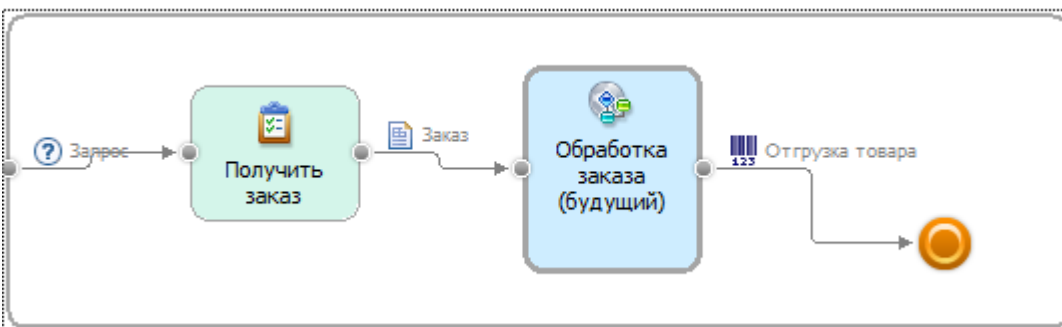 Запрос
Получить
заказ
Заказ
Обработка
заказа
(будущий)
123
Отгрузка товара